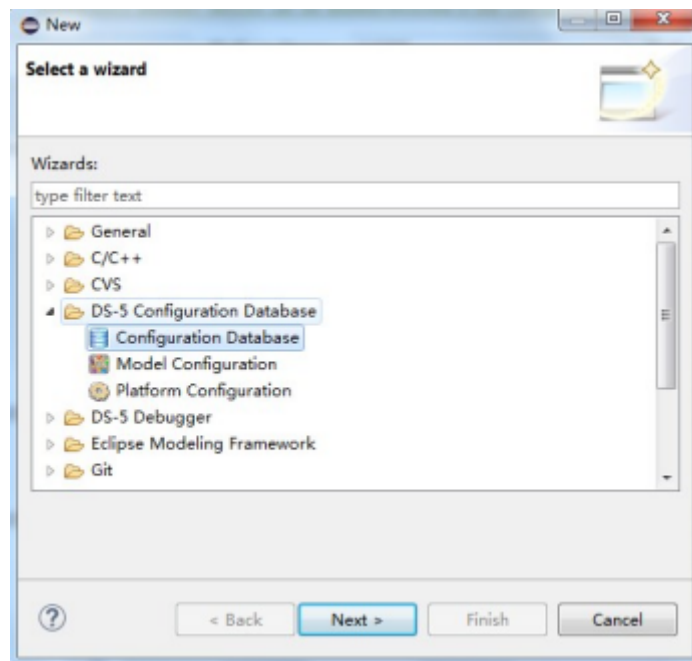 New
Select a wizard
Wizards:
type filter text
General
C/C++
CVS
DS-5 Configuration Database
Configuration Database
Model Configuration
Platform Configuration
DS-5 Debugger
Eclipse Modeling Framework
Git
?
< Back Next > Finish Cancel